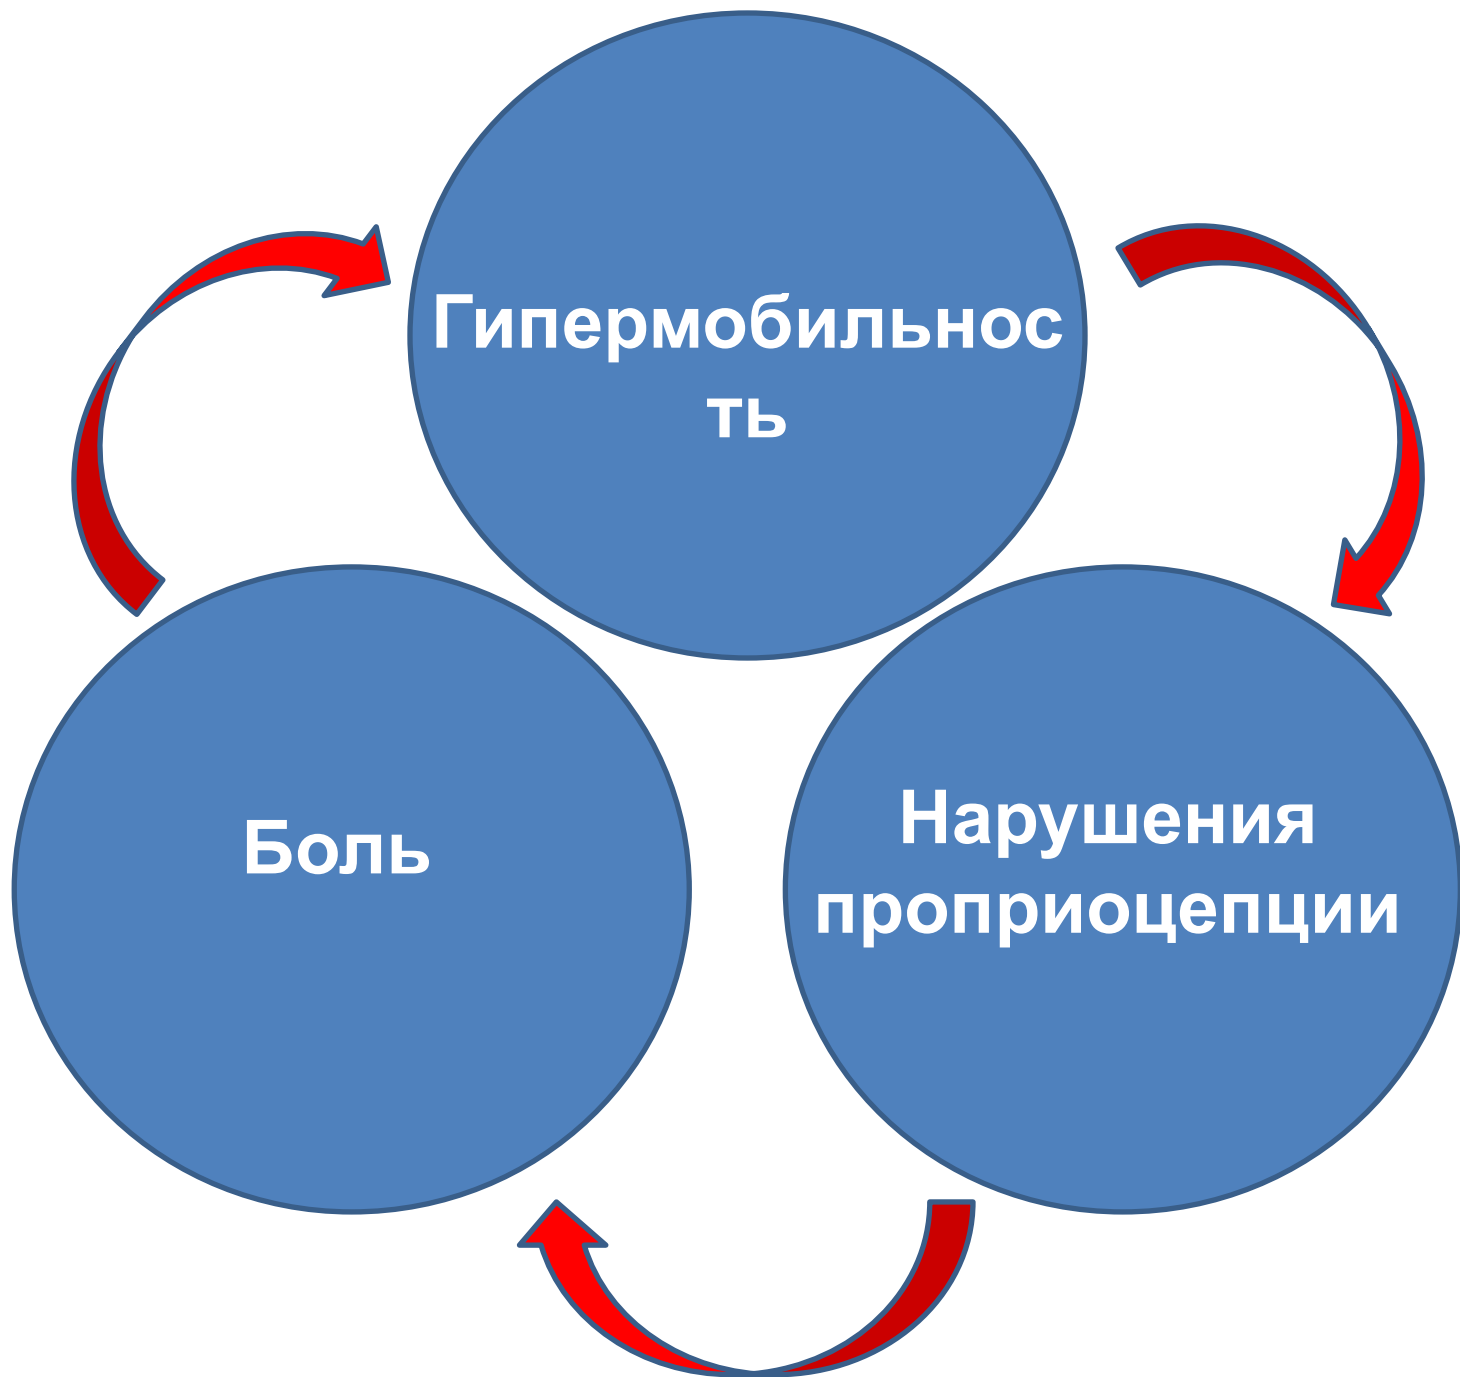 Гипермобильнос
ть
Боль
Нарушения
проприоцепции